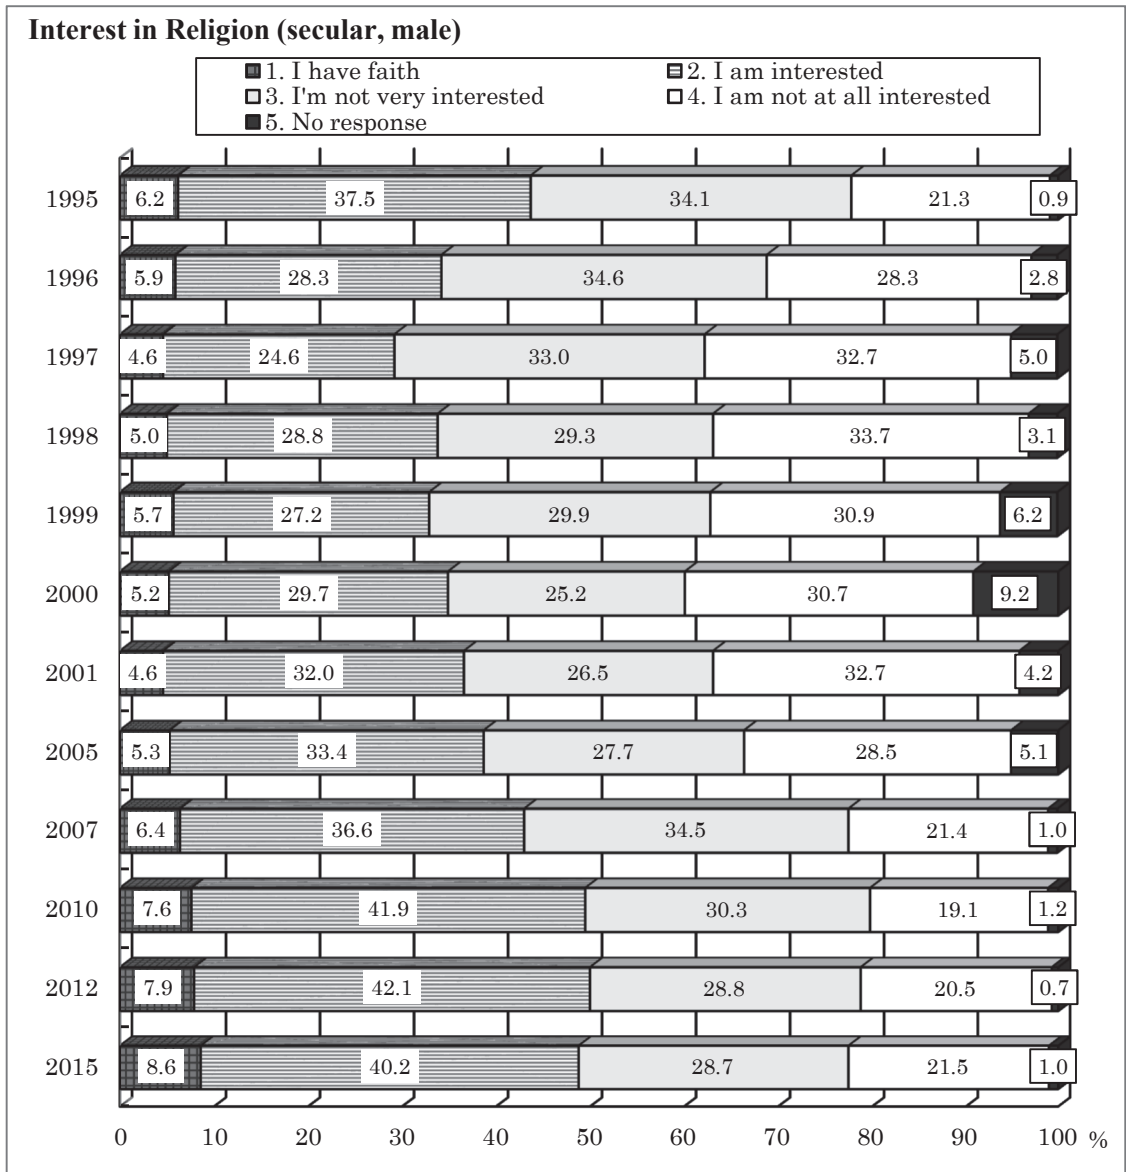 Interest in Religion (secular, male)
1. I have faith 2. I am interested
3. I'm not very interested 4. I am not at all interested
5. No response
1995 6.2 37.5 34.1 21.3 0.9
1996 5.9 28.3 34.6 28.3 2.8
1997 4.6 24.6 33.0 32.7 5.0
1998 5.0 28.8 29.3 33.7 3.1
1999 5.7 27.2 29.9 30.9 6.2
2000 5.2 29.7 25.2 30.7 9.2
2001 4.6 32.0 26.5 32.7 4.2
2005 5.3 33.4 27.7 28.5 5.1
2007 6.4 36.6 34.5 21.4 1.0
2010 7.6 41.9 30.3 19.1 1.2
2012 7.9 42.1 28.8 20.5 0.7
2015 8.6 40.2 28.7 21.5 1.0
0 10 20 30 40 50 60 70 80 90 100 %